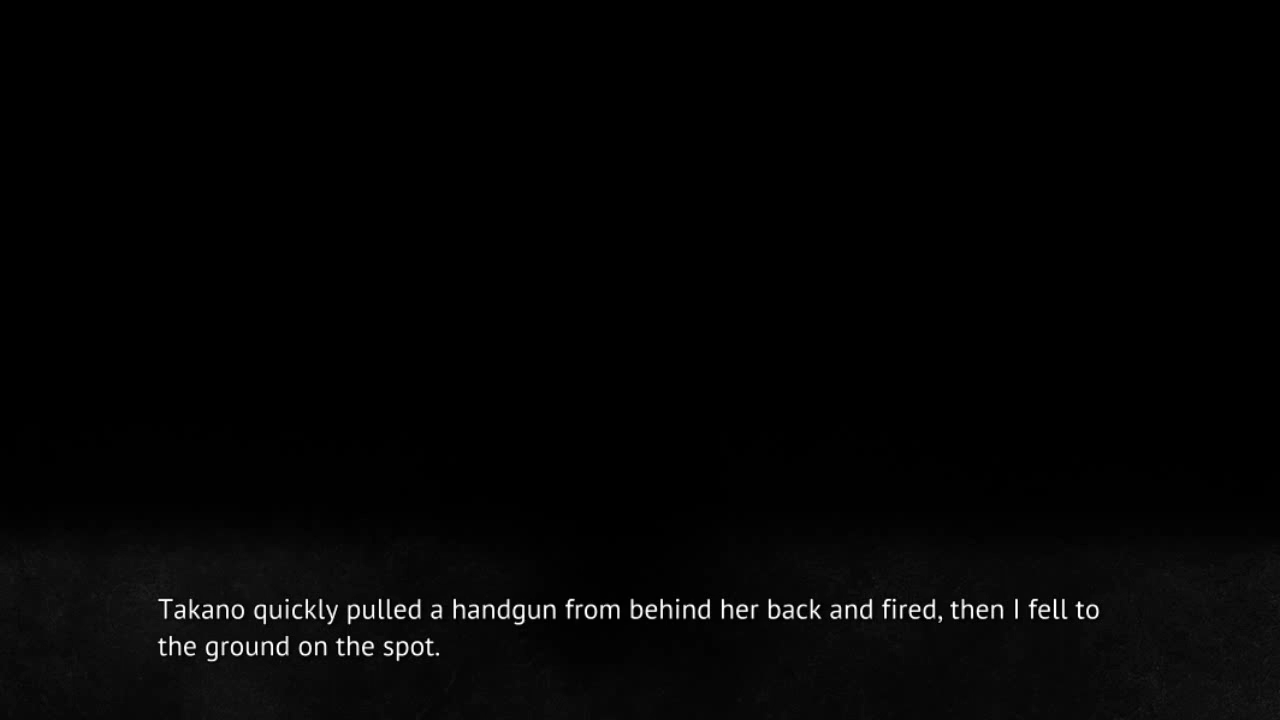 Takano quickly pulled a handgun from behind her back and fired, then I fell to
the ground on the spot.